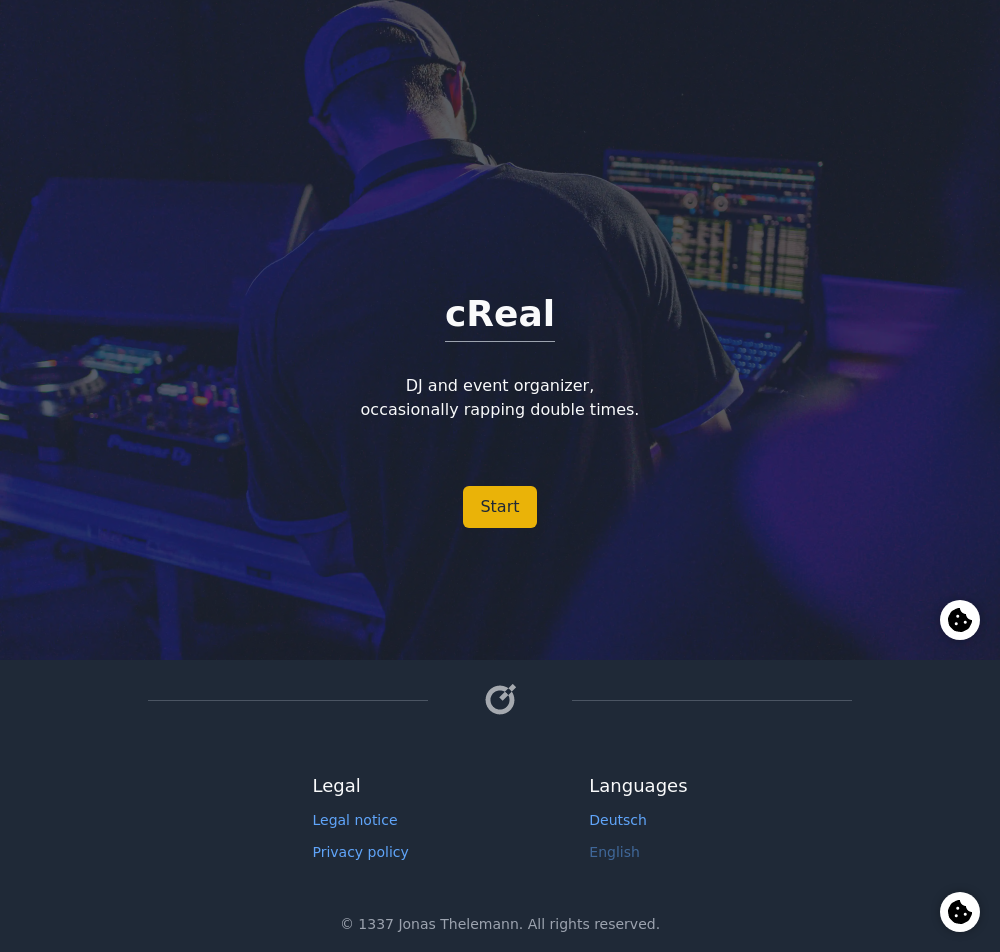 cReal
DJ and event organizer,
occasionally rapping double times.
Start
Legal
Legal notice
Privacy policy
Languages
Deutsch
English
© 1337 Jonas Thelemann. All rights reserved.